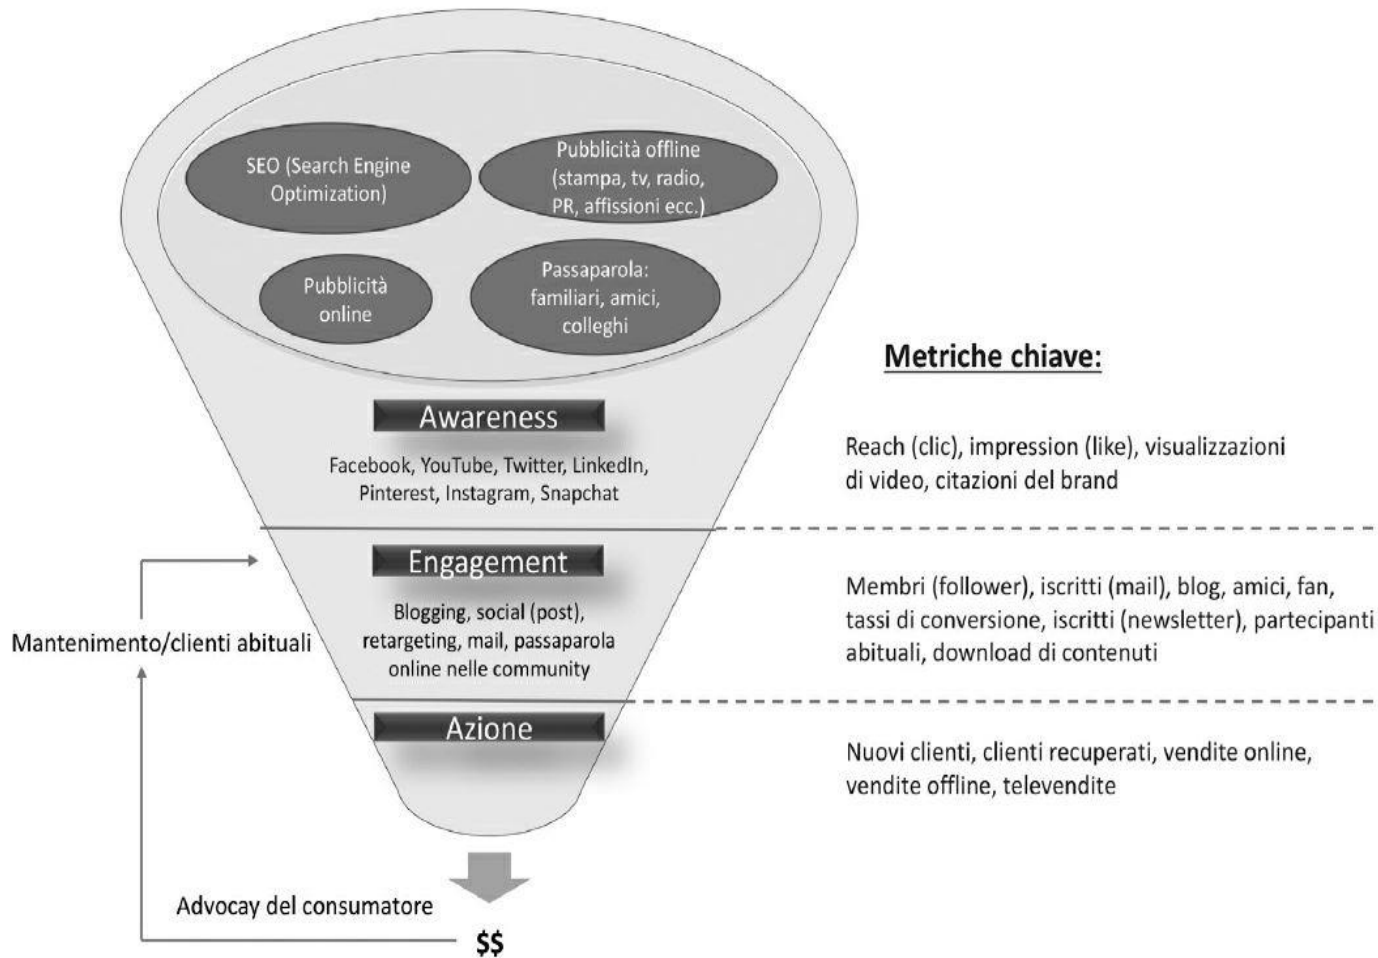 SEO (Search Engine
Optimization)
Pubblicità offline
(stampa, tv, radio,
PR, affissioni ecc.)
Pubblicità
online
Passaparola:
familiari, amici,
colleghi
Metriche chiave:
Awareness
Facebook, YouTube, Twitter, LinkedIn,
Pinterest, Instagram, Snapchat
Reach (clic), impression (like), visualizzazioni
di video, citazioni del brand
Engagement
Blogging, social (post),
retargeting, mail, passaparola
online nelle community
Membri (follower), iscritti (mail), blog, amici, fan,
tassi di conversione, iscritti (newsletter), partecipanti
abituali, download di contenuti
Mantenimento/clienti abituali
Azione
Nuovi clienti, clienti recuperati, vendite online,
vendite offline, televendite
Advocay del consumatore
$$